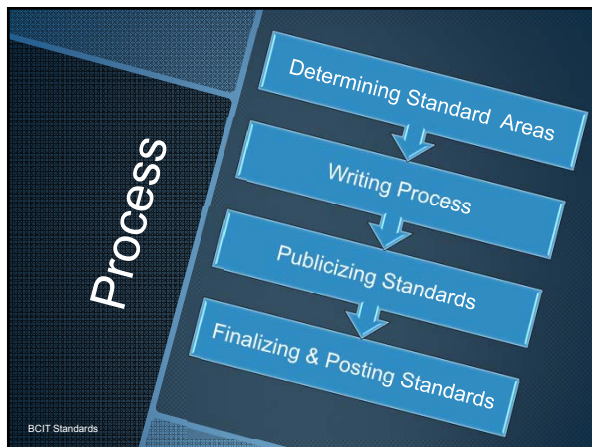 Process
Determining Standard Areas
Writing Process
Publicizing Standards
Finalizing & Posting Standards
BCIT Standards